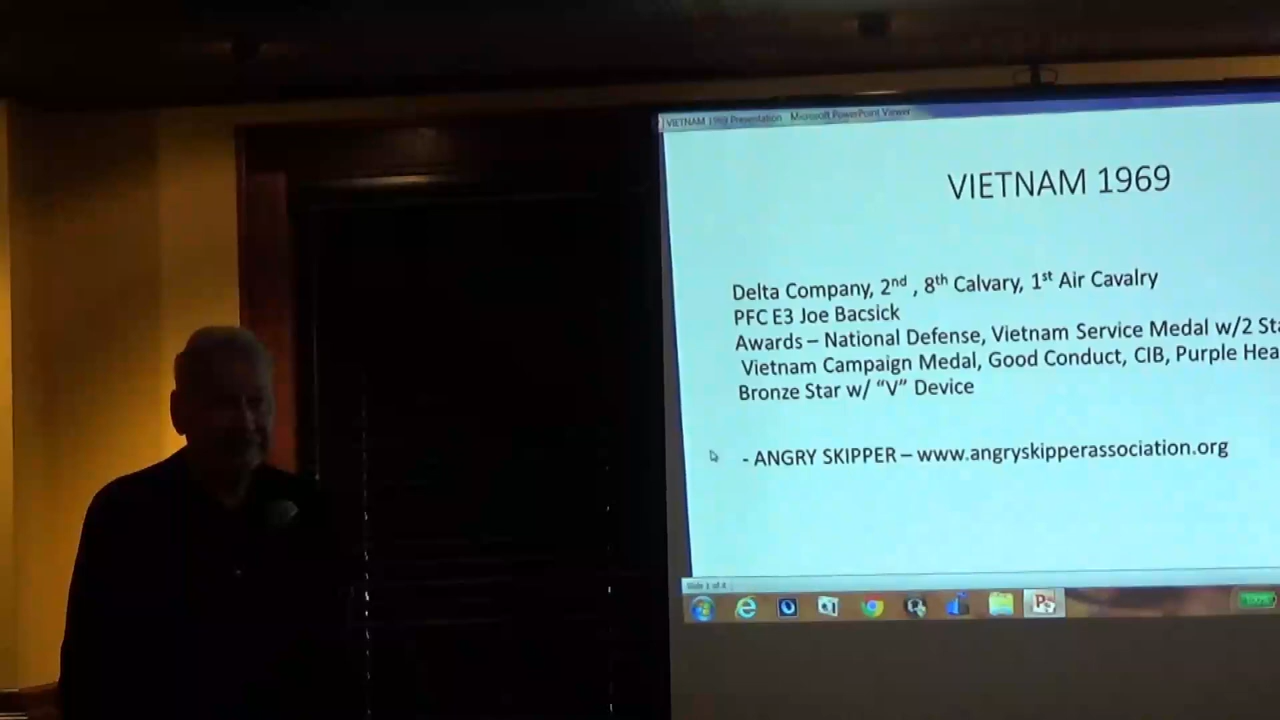 VIETNAM 1969 Presentation - Microsoft PowerPoint Viewer
VIETNAM 1969
Delta Company, 2nd , 8th Calvary, 1st Air Cavalry
PFC E3 Joe Bacsick
Awards – National Defense, Vietnam Service Medal w/2 Sta
Vietnam Campaign Medal, Good Conduct, CIB, Purple Hea
Bronze Star w/ “V” Device
- ANGRY SKIPPER – www.angryskipperassociation.org
Slide 1 of 4
100%